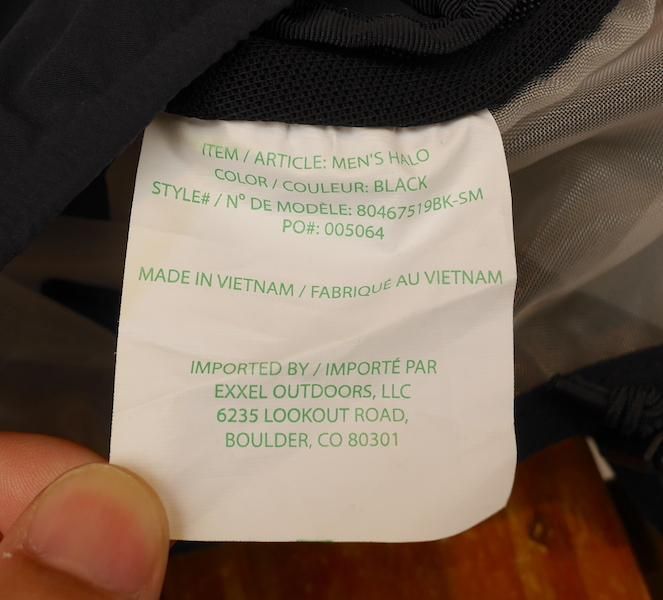 ITEM / ARTICLE: MEN'S HALO
COLOR / COULEUR: BLACK
STYLE# / N° DE MODÈLE: 80467519BK-SM
PO#: 005064
MADE IN VIETNAM / FABRIQUÉ AU VIETNAM
IMPORTED BY / IMPORTÉ PAR
EXXEL OUTDOORS, LLC
6235 LOOKOUT ROAD,
BOULDER, CO 80301